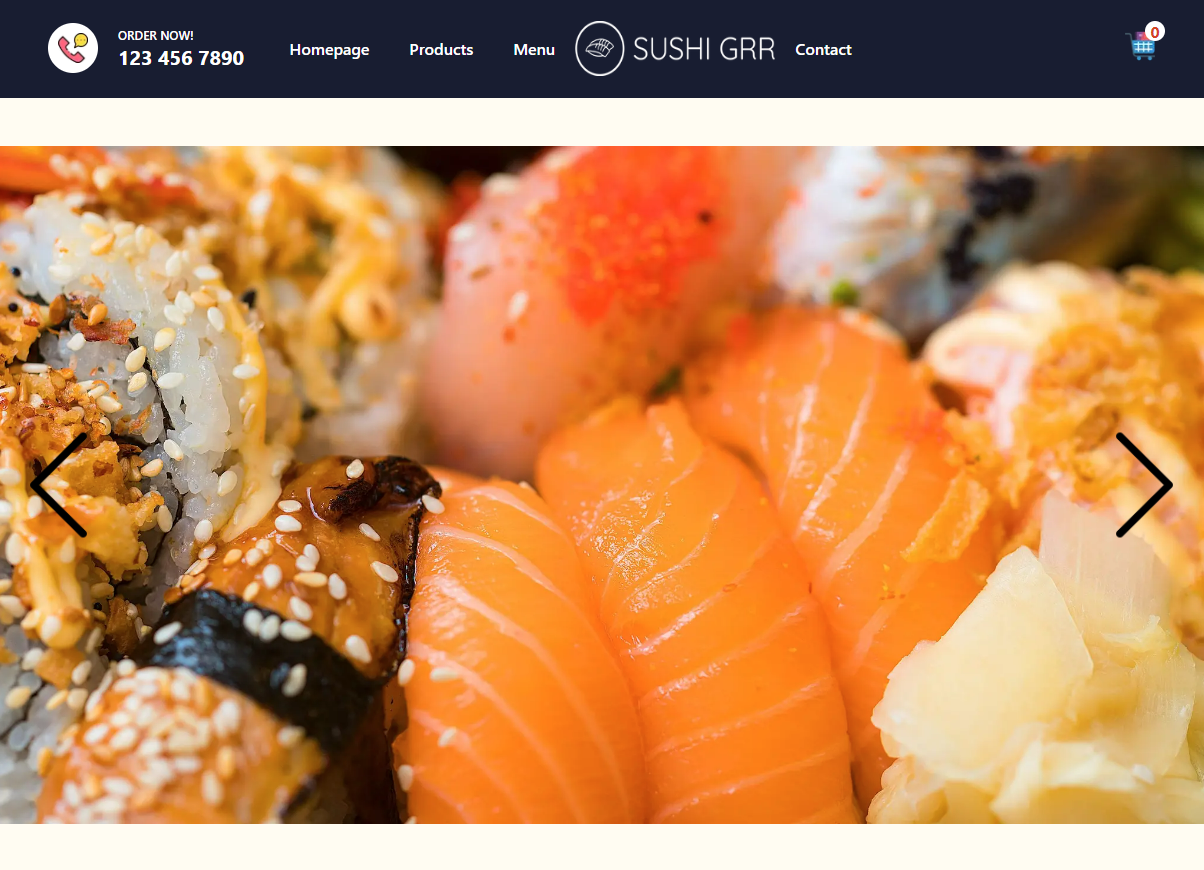 ORDER NOW!
123 456 7890
Homepage
Products
Menu
SUSHI GRR
Contact
0